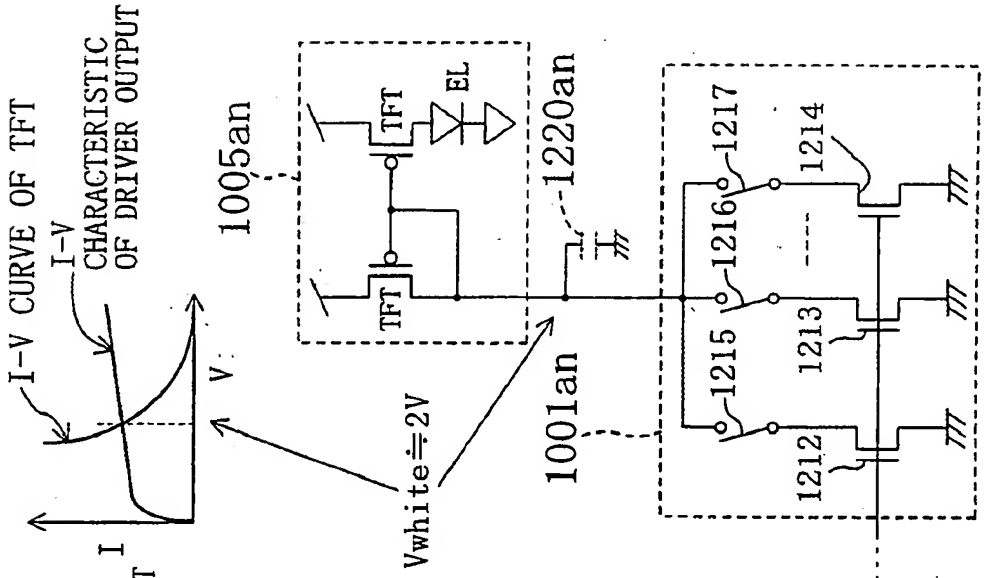 I-V CURVE OF TFT
I-V
CHARACTERISTIC
OF DRIVER OUTPUT
I
V
T
Vwhite≒2V
1005an
TFT
TFT
EL
1220an
1001an
1215
1216
1217
1212
1213
1214